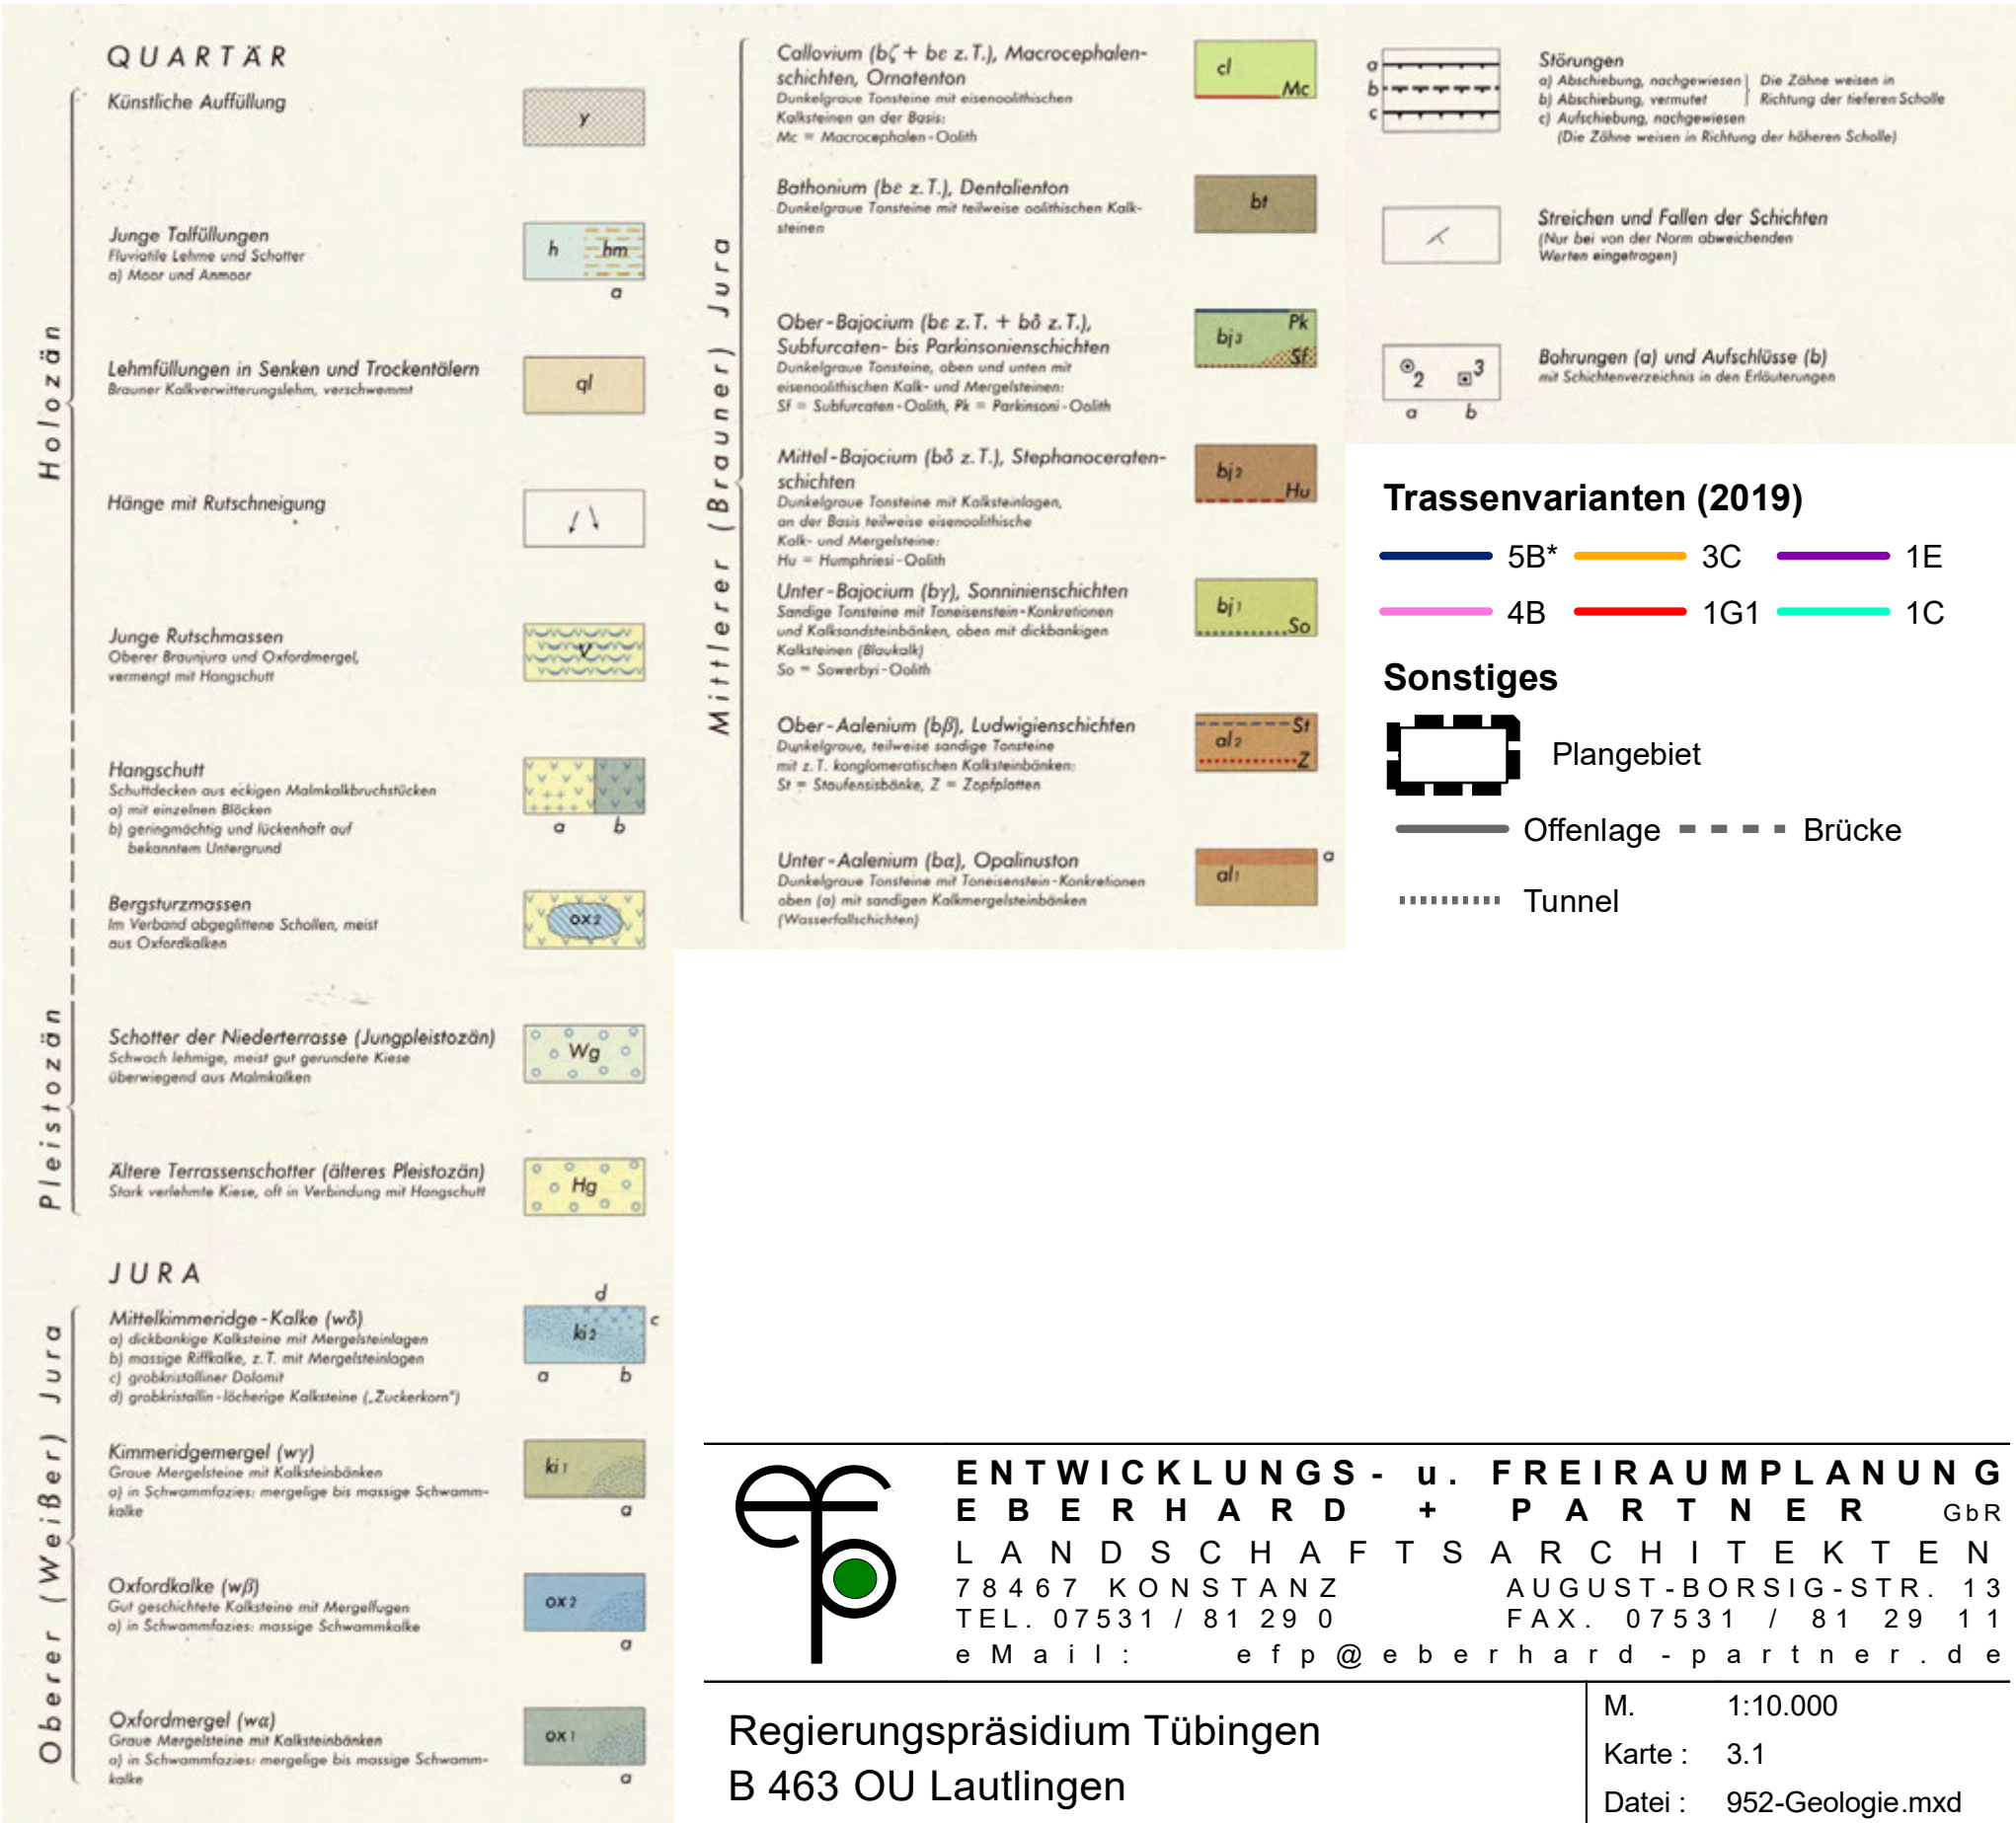 QUARTÄR
Holozän
Künstliche Auffüllung
y
Junge Talfüllungen
Fluviatile Lehme und Schotter
a) Moor und Anmoor
h
hm
a
Lehmfüllungen in Senken und Trockentälern
Brauner Kalkverwitterungslehm, verschwemmt
ql
Hänge mit Rutschneigung
Junge Rutschmassen
Oberer Braunjura und Oxfordmergel,
vermengt mit Hangschutt
v
Hangschutt
Schuttdecken aus eckigen Malmkalkbruchstücken
a) mit einzelnen Blöcken
b) geringmächtig und lückenhaft auf
bekanntem Untergrund
a b
Bergsturzmassen
Im Verband abgeglittene Schollen, meist
aus Oxfordkalken
ox2
Pleistozän
Schotter der Niederterrasse (Jungpleistozän)
Schwach lehmige, meist gut gerundete Kiese
überwiegend aus Malmkalken
Wg
Ältere Terrassenschotter (älteres Pleistozän)
Stark verlehmte Kiese, oft in Verbindung mit Hangschutt
Hg
JURA
Oberer (Weißer) Jura
Mittelkimmeridge-Kalke (wδ)
a) dickbankige Kalksteine mit Mergelsteinlagen
b) massige Riffkalke, z. T. mit Mergelsteinlagen
c) grobkristalliner Dolomit
d) grobkristallin-löcherige Kalksteine („Zuckerkorn")
d
ki2
c
a b
Kimmeridgemergel (wγ)
Graue Mergelsteine mit Kalksteinbänken
a) in Schwammfazies: mergelige bis massige Schwamm-
kalke
ki1
a
Oxfordkalke (wβ)
Gut geschichtete Kalksteine mit Mergelfugen
a) in Schwammfazies: massige Schwammkalke
ox2
a
Oxfordmergel (wα)
Graue Mergelsteine mit Kalksteinbänken
a) in Schwammfazies: mergelige bis massige Schwamm-
kalke
ox1
a
Mittlerer (Brauner) Jura
Callovium (bζ + bε z. T.), Macrocephalen-
schichten, Ornatenton
Dunkelgraue Tonsteine mit eisenoolithischen
Kalksteinen an der Basis:
Mc = Macrocephalen-Oolith
cl
Mc
Bathonium (bε z. T.), Dentalienton
Dunkelgraue Tonsteine mit teilweise oolithischen Kalk-
steinen
bt
Ober-Bajocium (bε z. T. + bδ z. T.),
Subfurcaten- bis Parkinsonienschichten
Dunkelgraue Tonsteine, oben und unten mit
eisenoolithischen Kalk- und Mergelsteinen:
Sf = Subfurcaten-Oolith, Pk = Parkinsoni-Oolith
Pk
bj3
Sf
Mittel-Bajocium (bδ z. T.), Stephanoceraten-
schichten
Dunkelgraue Tonsteine mit Kalksteinlagen,
an der Basis teilweise eisenoolithische
Kalk- und Mergelsteine:
Hu = Humphriesi-Oolith
bj2
Hu
Unter-Bajocium (bγ), Sonninienschichten
Sandige Tonsteine mit Toneisenstein-Konkretionen
und Kalksandsteinbänken, oben mit dickbankigen
Kalksteinen (Blaukalk)
So = Sowerbyi-Oolith
bj1
So
Ober-Aalenium (bβ), Ludwigienschichten
Dunkelgraue, teilweise sandige Tonsteine
mit z. T. konglomeratischen Kalksteinbänken:
St = Staufensisbänke, Z = Zopfplatten
St
al2
Z
Unter-Aalenium (bα), Opalinuston
Dunkelgraue Tonsteine mit Toneisenstein-Konkretionen
oben (a) mit sandigen Kalkmergelsteinbänken
(Wasserfallschichten)
a
al1
a
b
c
Störungen
a) Abschiebung, nachgewiesen
b) Abschiebung, vermutet
Die Zähne weisen in
Richtung der tieferen Scholle
c) Aufschiebung, nachgewiesen
(Die Zähne weisen in Richtung der höheren Scholle)
Streichen und Fallen der Schichten
(Nur bei von der Norm abweichenden
Werten eingetragen)
Bohrungen (a) und Aufschlüsse (b)
mit Schichtenverzeichnis in den Erläuterungen
2 3
a b
Trassenvarianten (2019)
5B* 3C 1E
4B 1G1 1C
Sonstiges
Plangebiet
Offenlage Brücke
Tunnel
efp
ENTWICKLUNGS- u. FREIRAUMPLANUNG
EBERHARD + PARTNER GbR
LANDSCHAFTSARCHITEKTEN
78467 KONSTANZ AUGUST-BORSIG-STR. 13
TEL. 07531 / 81 29 0 FAX. 07531 / 81 29 11
eMail: efp@eberhard-partner.de
Regierungspräsidium Tübingen
B 463 OU Lautlingen
M. 1:10.000
Karte : 3.1
Datei : 952-Geologie.mxd